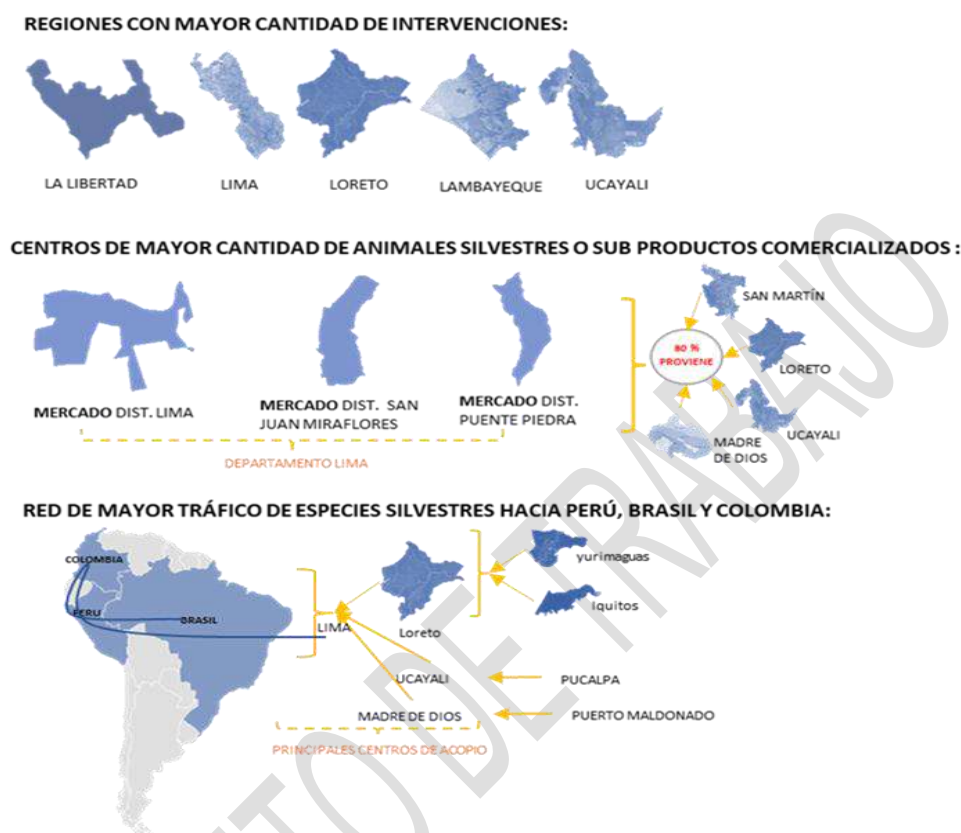 REGIONES CON MAYOR CANTIDAD DE INTERVENCIONES:
LA LIBERTAD
LIMA
LORETO
LAMBAYEQUE
UCAYALI
CENTROS DE MAYOR CANTIDAD DE ANIMALES SILVESTRES O SUB PRODUCTOS COMERCIALIZADOS :
MERCADO DIST. LIMA
MERCADO DIST. SAN
JUAN MIRAFLORES
MERCADO DIST.
PUENTE PIEDRA
DEPARTAMENTO LIMA
80 %
PROVIENE
SAN MARTÍN
LORETO
UCAYALI
MADRE
DE DIOS
RED DE MAYOR TRÁFICO DE ESPECIES SILVESTRES HACIA PERÚ, BRASIL Y COLOMBIA:
COLOMBIA
PERU
BRASIL
LIMA
Loreto
yurimaguas
Iquitos
UCAYALI
PUCALPA
MADRE DE DIOS
PUERTO MALDONADO
PRINCIPALES CENTROS DE ACOPIO
TO DE TRABAJO